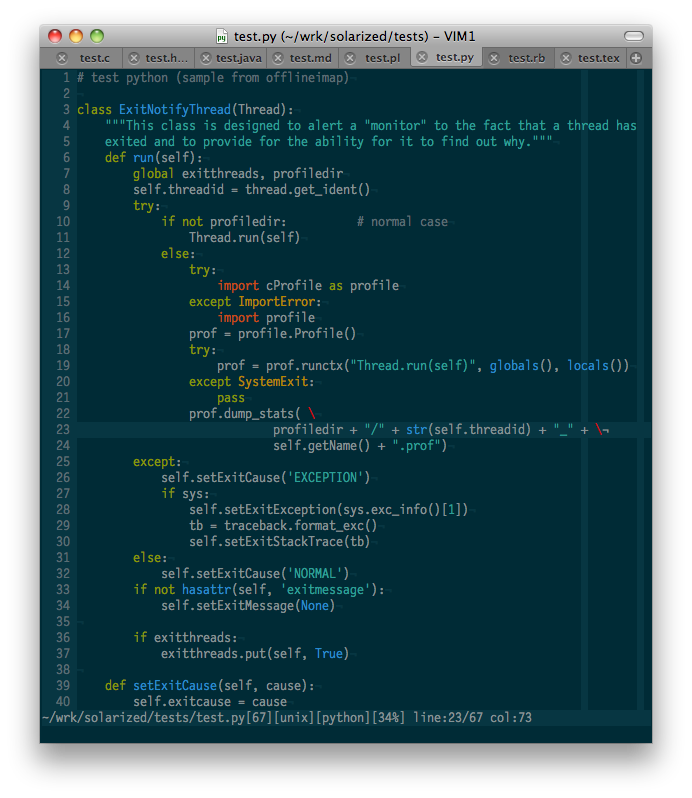 test.py (~/wrk/solarized/tests) – VIM1
test.c test.h… test.java test.md test.pl test.py test.rb test.tex
1 # test python (sample from offlineimap)¬
2 ¬
3 class ExitNotifyThread(Thread):¬
4     """This class is designed to alert a "monitor" to the fact that a thread has
5     exited and to provide for the ability for it to find out why."""¬
6     def run(self):¬
7         global exitthreads, profiledir¬
8         self.threadid = thread.get_ident()¬
9         try:¬
10             if not profiledir:          # normal case¬
11                 Thread.run(self)¬
12             else:¬
13                 try:¬
14                     import cProfile as profile¬
15                 except ImportError:¬
16                     import profile¬
17                 prof = profile.Profile()¬
18                 try:¬
19                     prof = prof.runctx("Thread.run(self)", globals(), locals())¬
20                 except SystemExit:¬
21                     pass¬
22                 prof.dump_stats( \¬
23                             profiledir + "/" + str(self.threadid) + "_" + \¬
24                             self.getName() + ".prof")¬
25         except:¬
26             self.setExitCause('EXCEPTION')¬
27             if sys:¬
28                 self.setExitException(sys.exc_info()[1])¬
29                 tb = traceback.format_exc()¬
30                 self.setExitStackTrace(tb)¬
31         else:¬
32             self.setExitCause('NORMAL')¬
33         if not hasattr(self, 'exitmessage'):¬
34             self.setExitMessage(None)¬
35 ¬
36         if exitthreads:¬
37             exitthreads.put(self, True)¬
38 ¬
39     def setExitCause(self, cause):¬
40         self.exitcause = cause¬
~/wrk/solarized/tests/test.py[67][unix][python][34%] line:23/67 col:73